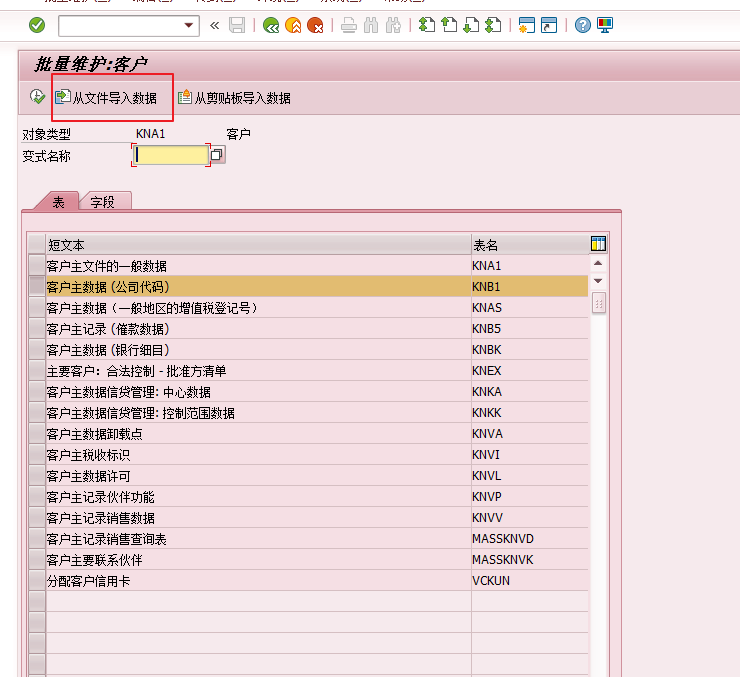 批量维护:客户
从文件导入数据 从剪贴板导入数据
对象类型 KNA1 客户
变式名称
表 字段
短文本 表名
客户主文件的一般数据 KNA1
客户主数据 (公司代码) KNB1
客户主数据（一般地区的增值税登记号） KNAS
客户主记录 (催款数据) KNB5
客户主数据 (银行细目) KNBK
主要客户：合法控制 - 批准方清单 KNEX
客户主数据信贷管理: 中心数据 KNKA
客户主数据信贷管理: 控制范围数据 KNKK
客户主数据卸载点 KNVA
客户主税收标识 KNVI
客户主数据许可 KNVL
客户主记录伙伴功能 KNVP
客户主记录销售数据 KNVV
客户主记录销售查询表 MASSKNVD
客户主要联系伙伴 MASSKNVK
分配客户信用卡 VCKUN